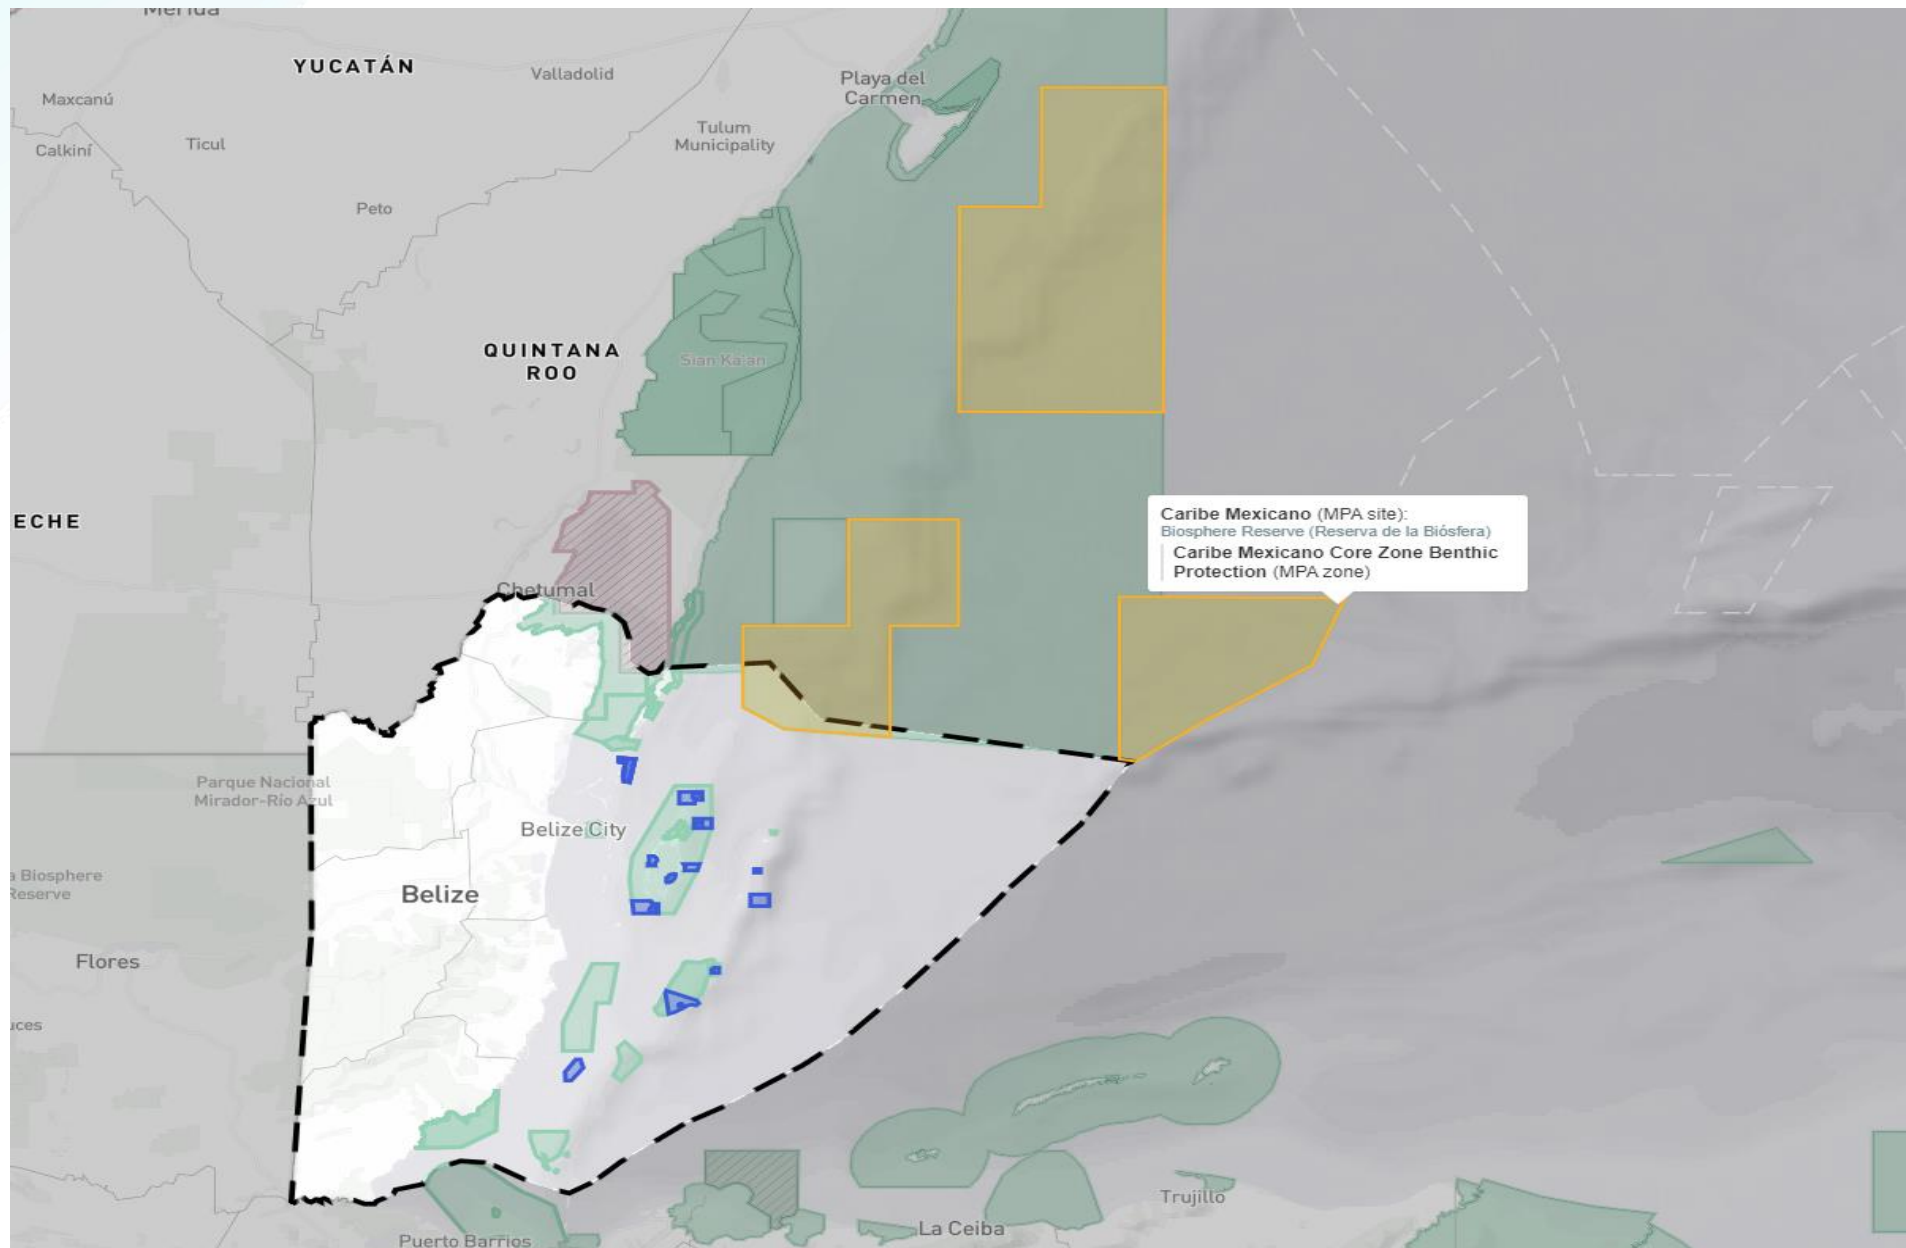 Mérida
YUCATÁN
Valladolid
Playa del
Carmen
Maxcanú
Tulum
Municipality
Calkiní
Ticul
Peto
QUINTANA
ROO
Sian Ka'an
ECHE
Caribe Mexicano (MPA site):
Biosphere Reserve (Reserva de la Biósfera)
Caribe Mexicano Core Zone Benthic
Protection (MPA zone)
Chetumal
Parque Nacional
Mirador-Río Azul
Belize City
a Biosphere
Reserve
Belize
Flores
uces
Trujillo
La Ceiba
Puerto Barrios